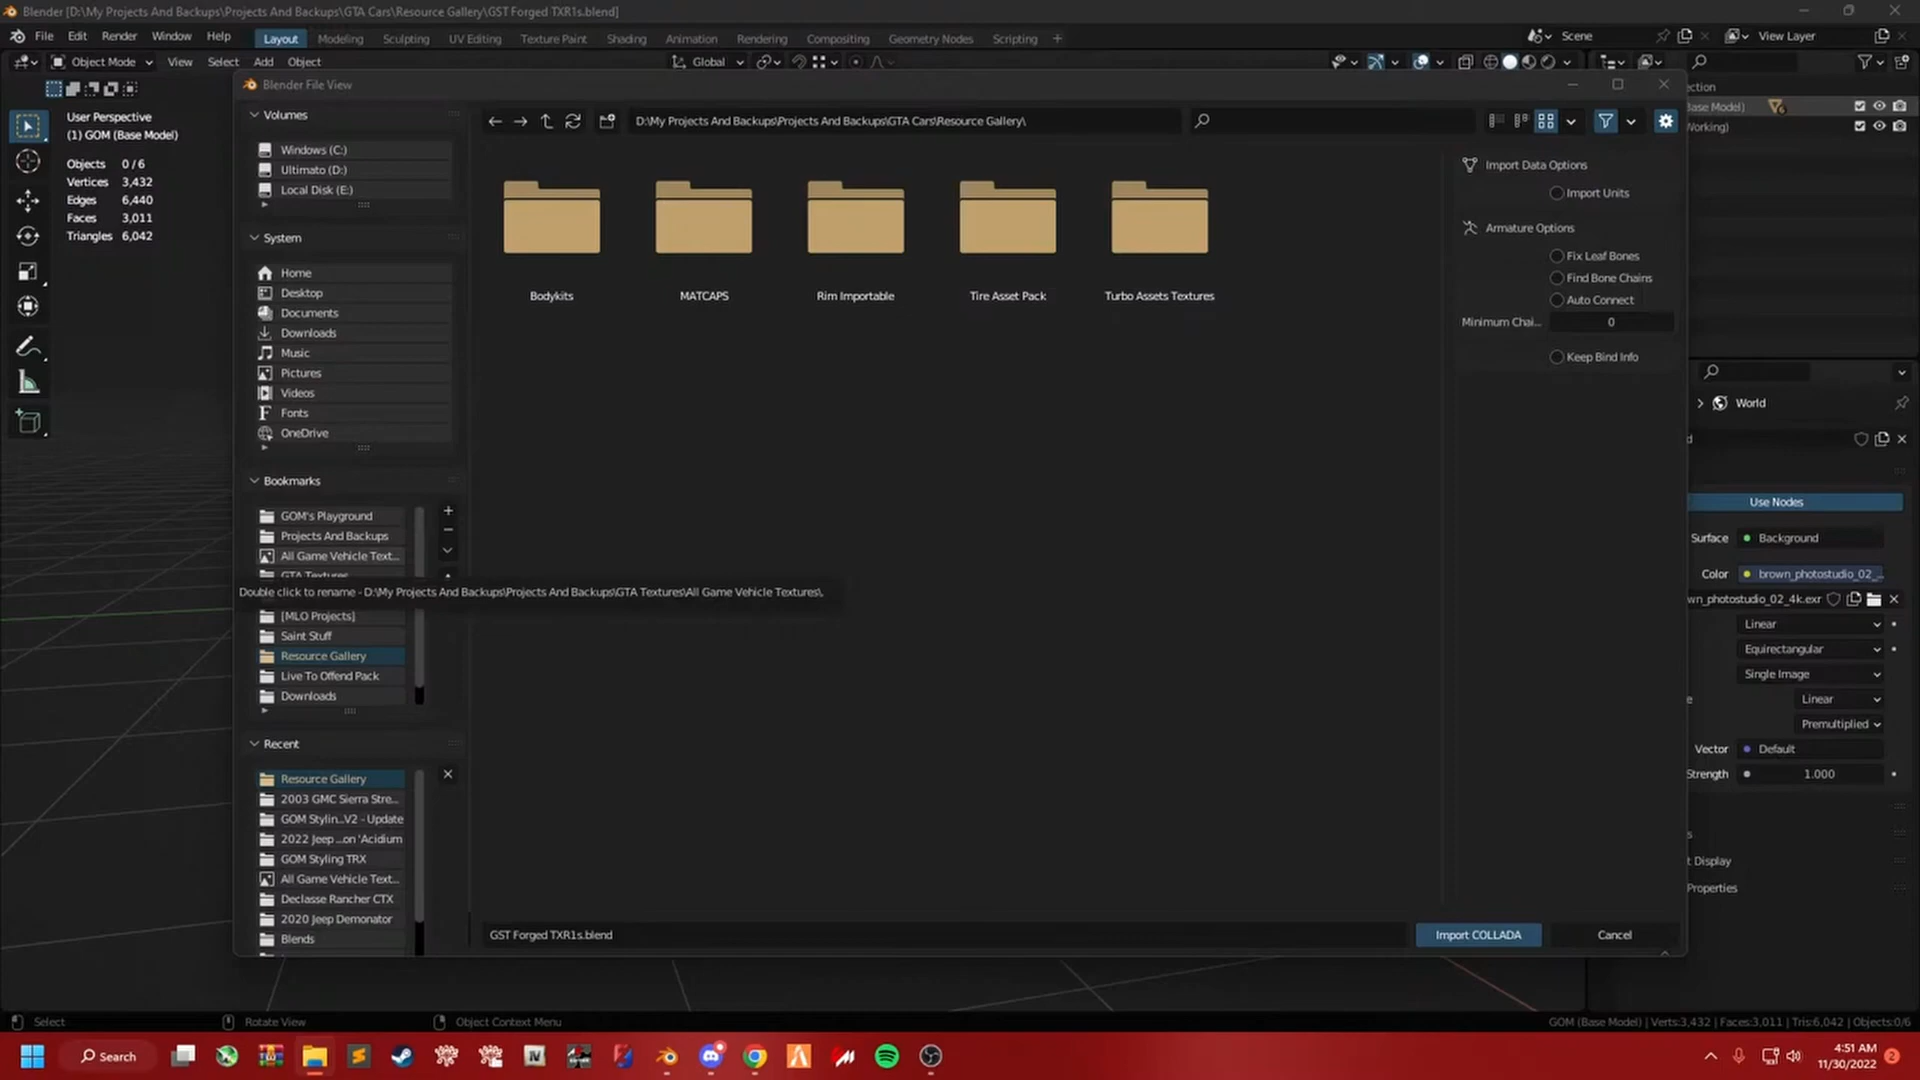 Blender [D:\My Projects And Backups\Projects And Backups\GTA Cars\Resource Gallery\GST Forged TXR1s.blend]
File Edit Render Window Help Layout Modeling Sculpting UV Editing Texture Paint Shading Animation Rendering Compositing Geometry Nodes Scripting + Scene View Layer
Object Mode View Select Add Object Global
Blender File View
User Perspective
(1) GOM (Base Model)
Objects 0/6
Vertices 3,432
Edges 6,440
Faces 3,011
Triangles 6,042
Volumes
Windows (C:)
Ultimato (D:)
Local Disk (E:)
System
Home
Desktop
Documents
Downloads
Music
Pictures
Videos
Fonts
OneDrive
Bookmarks
GOM's Playground
Projects And Backups
All Game Vehicle Text...
GTA Textures
Double click to rename - D:\My Projects And Backups\Projects And Backups\GTA Textures\All Game Vehicle Textures\.
[MLO Projects]
Saint Stuff
Resource Gallery
Live To Offend Pack
Downloads
Recent
Resource Gallery
2003 GMC Sierra Stre...
GOM Stylin...V2 - Update
2022 Jeep ...on 'Acidium
GOM Styling TRX
All Game Vehicle Text...
Declasse Rancher CTX
2020 Jeep Demonator
Blends
D:\My Projects And Backups\Projects And Backups\GTA Cars\Resource Gallery\
Bodykits
MATCAPS
Rim Importable
Tire Asset Pack
Turbo Assets Textures
Import Data Options
Import Units
Armature Options
Fix Leaf Bones
Find Bone Chains
Auto Connect
Minimum Chai... 0
Keep Bind Info
GST Forged TXR1s.blend
Import COLLADA
Cancel
ection
Base Model)
Working)
World
d
Use Nodes
Surface Background
Color brown_photostudio_02_...
wn_photostudio_02_4k.exr
Linear
Equirectangular
Single Image
e Linear
Premultiplied
Vector Default
Strength 1.000
s
t Display
Properties
Select Rotate View Object Context Menu
GOM (Base Model) | Verts:3,432 | Faces:3,011 | Tris:6,042 | Objects:0/6
Search
4:51 AM
11/30/2022
2